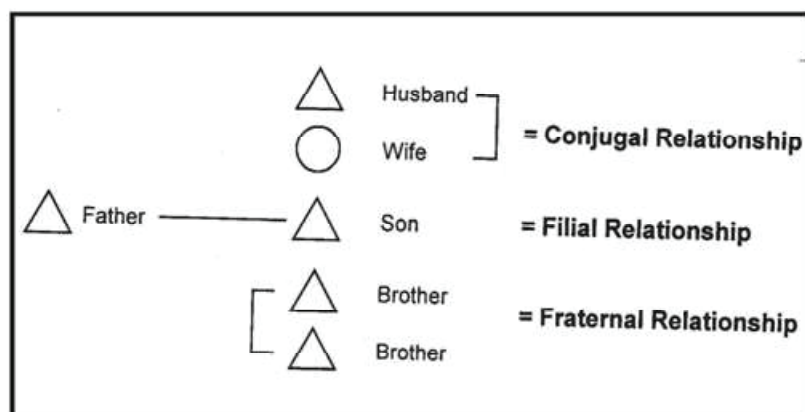 Husband
Wife
= Conjugal Relationship
Father
Son
= Filial Relationship
Brother
Brother
= Fraternal Relationship